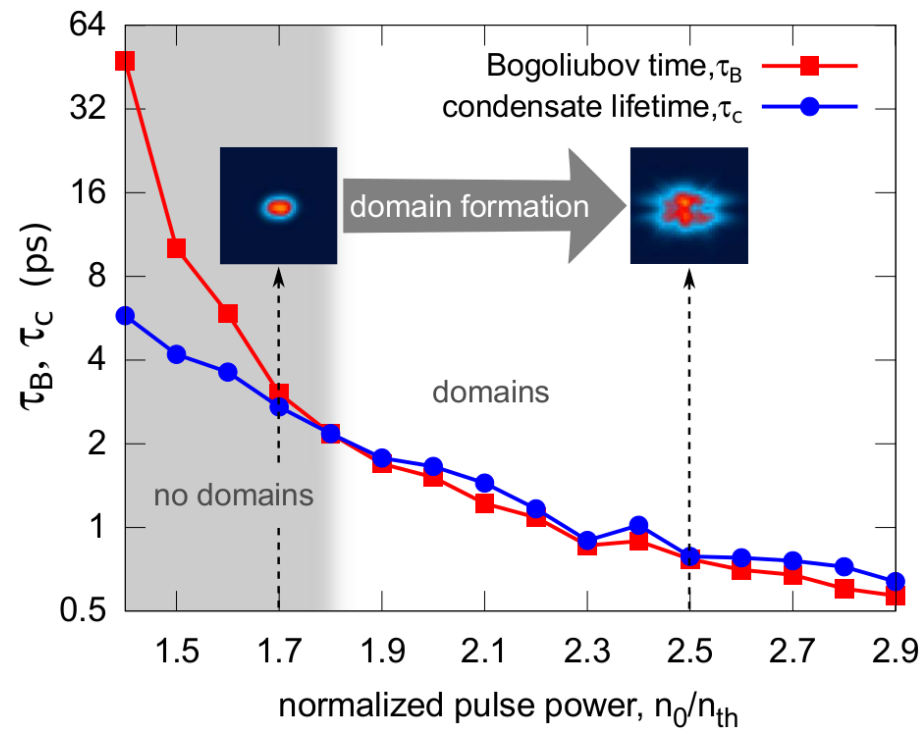 64
32
16
8
4
2
1
0.5
τB, τc (ps)
Bogoliubov time,τB
condensate lifetime,τc
domain formation
domains
no domains
1.5 1.7 1.9 2.1 2.3 2.5 2.7 2.9
normalized pulse power, n0/nth